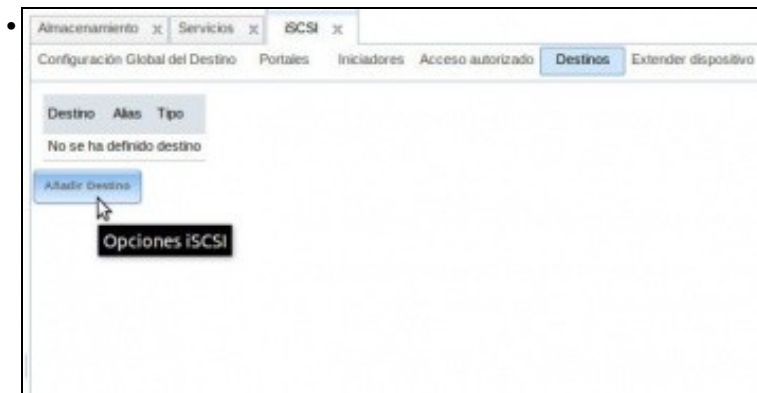 Almacenamiento x Servicios x iSCSI x
Configuración Global del Destino Portales Iniciadores Acceso autorizado Destinos Extender dispositivo
Destino Alias Tipo
No se ha definido destino
Añadir Destino
Opciones iSCSI